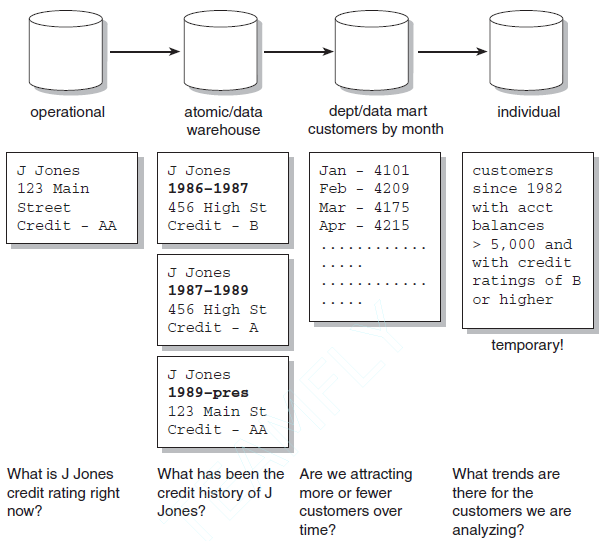 operational
atomic/data
warehouse
dept/data mart
customers by month
individual
J Jones
123 Main
Street
Credit - AA
J Jones
1986–1987
456 High St
Credit - B
J Jones
1987–1989
456 High St
Credit - A
J Jones
1989–pres
123 Main St
Credit - AA
Jan - 4101
Feb - 4209
Mar - 4175
Apr - 4215
............
.....
............
.....
customers
since 1982
with acct
balances
> 5,000 and
with credit
ratings of B
or higher
temporary!
What is J Jones
credit rating right
now?
What has been the
credit history of J
Jones?
Are we attracting
more or fewer
customers over
time?
What trends are
there for the
customers we are
analyzing?